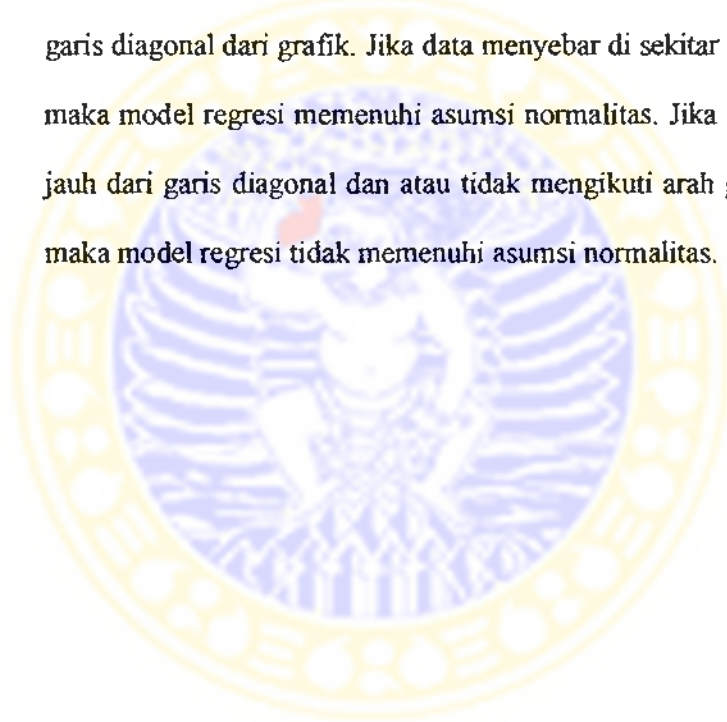 garis diagonal dari grafik. Jika data menyebar di sekitar
maka model regresi memenuhi asumsi normalitas. Jika
jauh dari garis diagonal dan atau tidak mengikuti arah
maka model regresi tidak memenuhi asumsi normalitas.